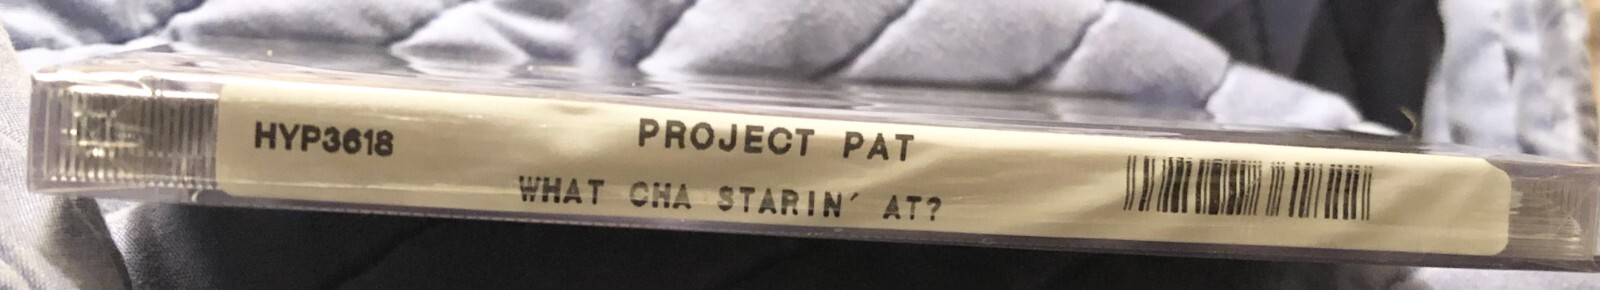 HYP3618
PROJECT PAT
WHAT CHA STARIN' AT?